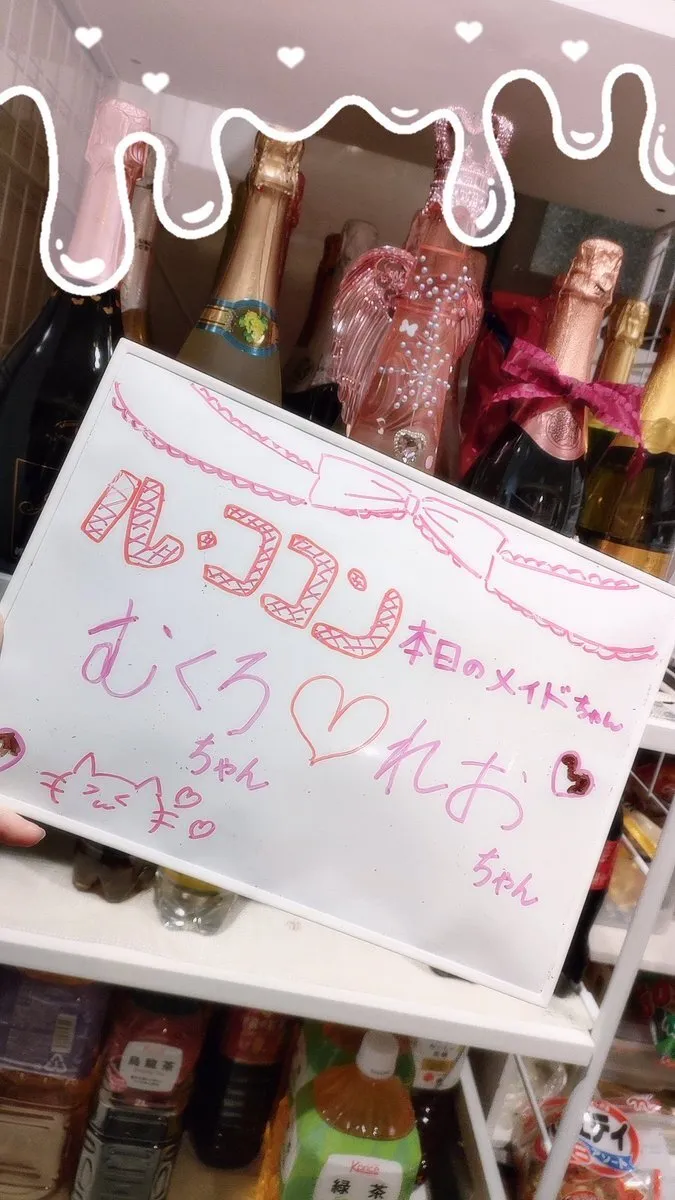 ル・ココン
本日のメイドちゃん
むくろ♡れお
ちゃん
ちゃん
烏龍茶
Kansé
緑茶